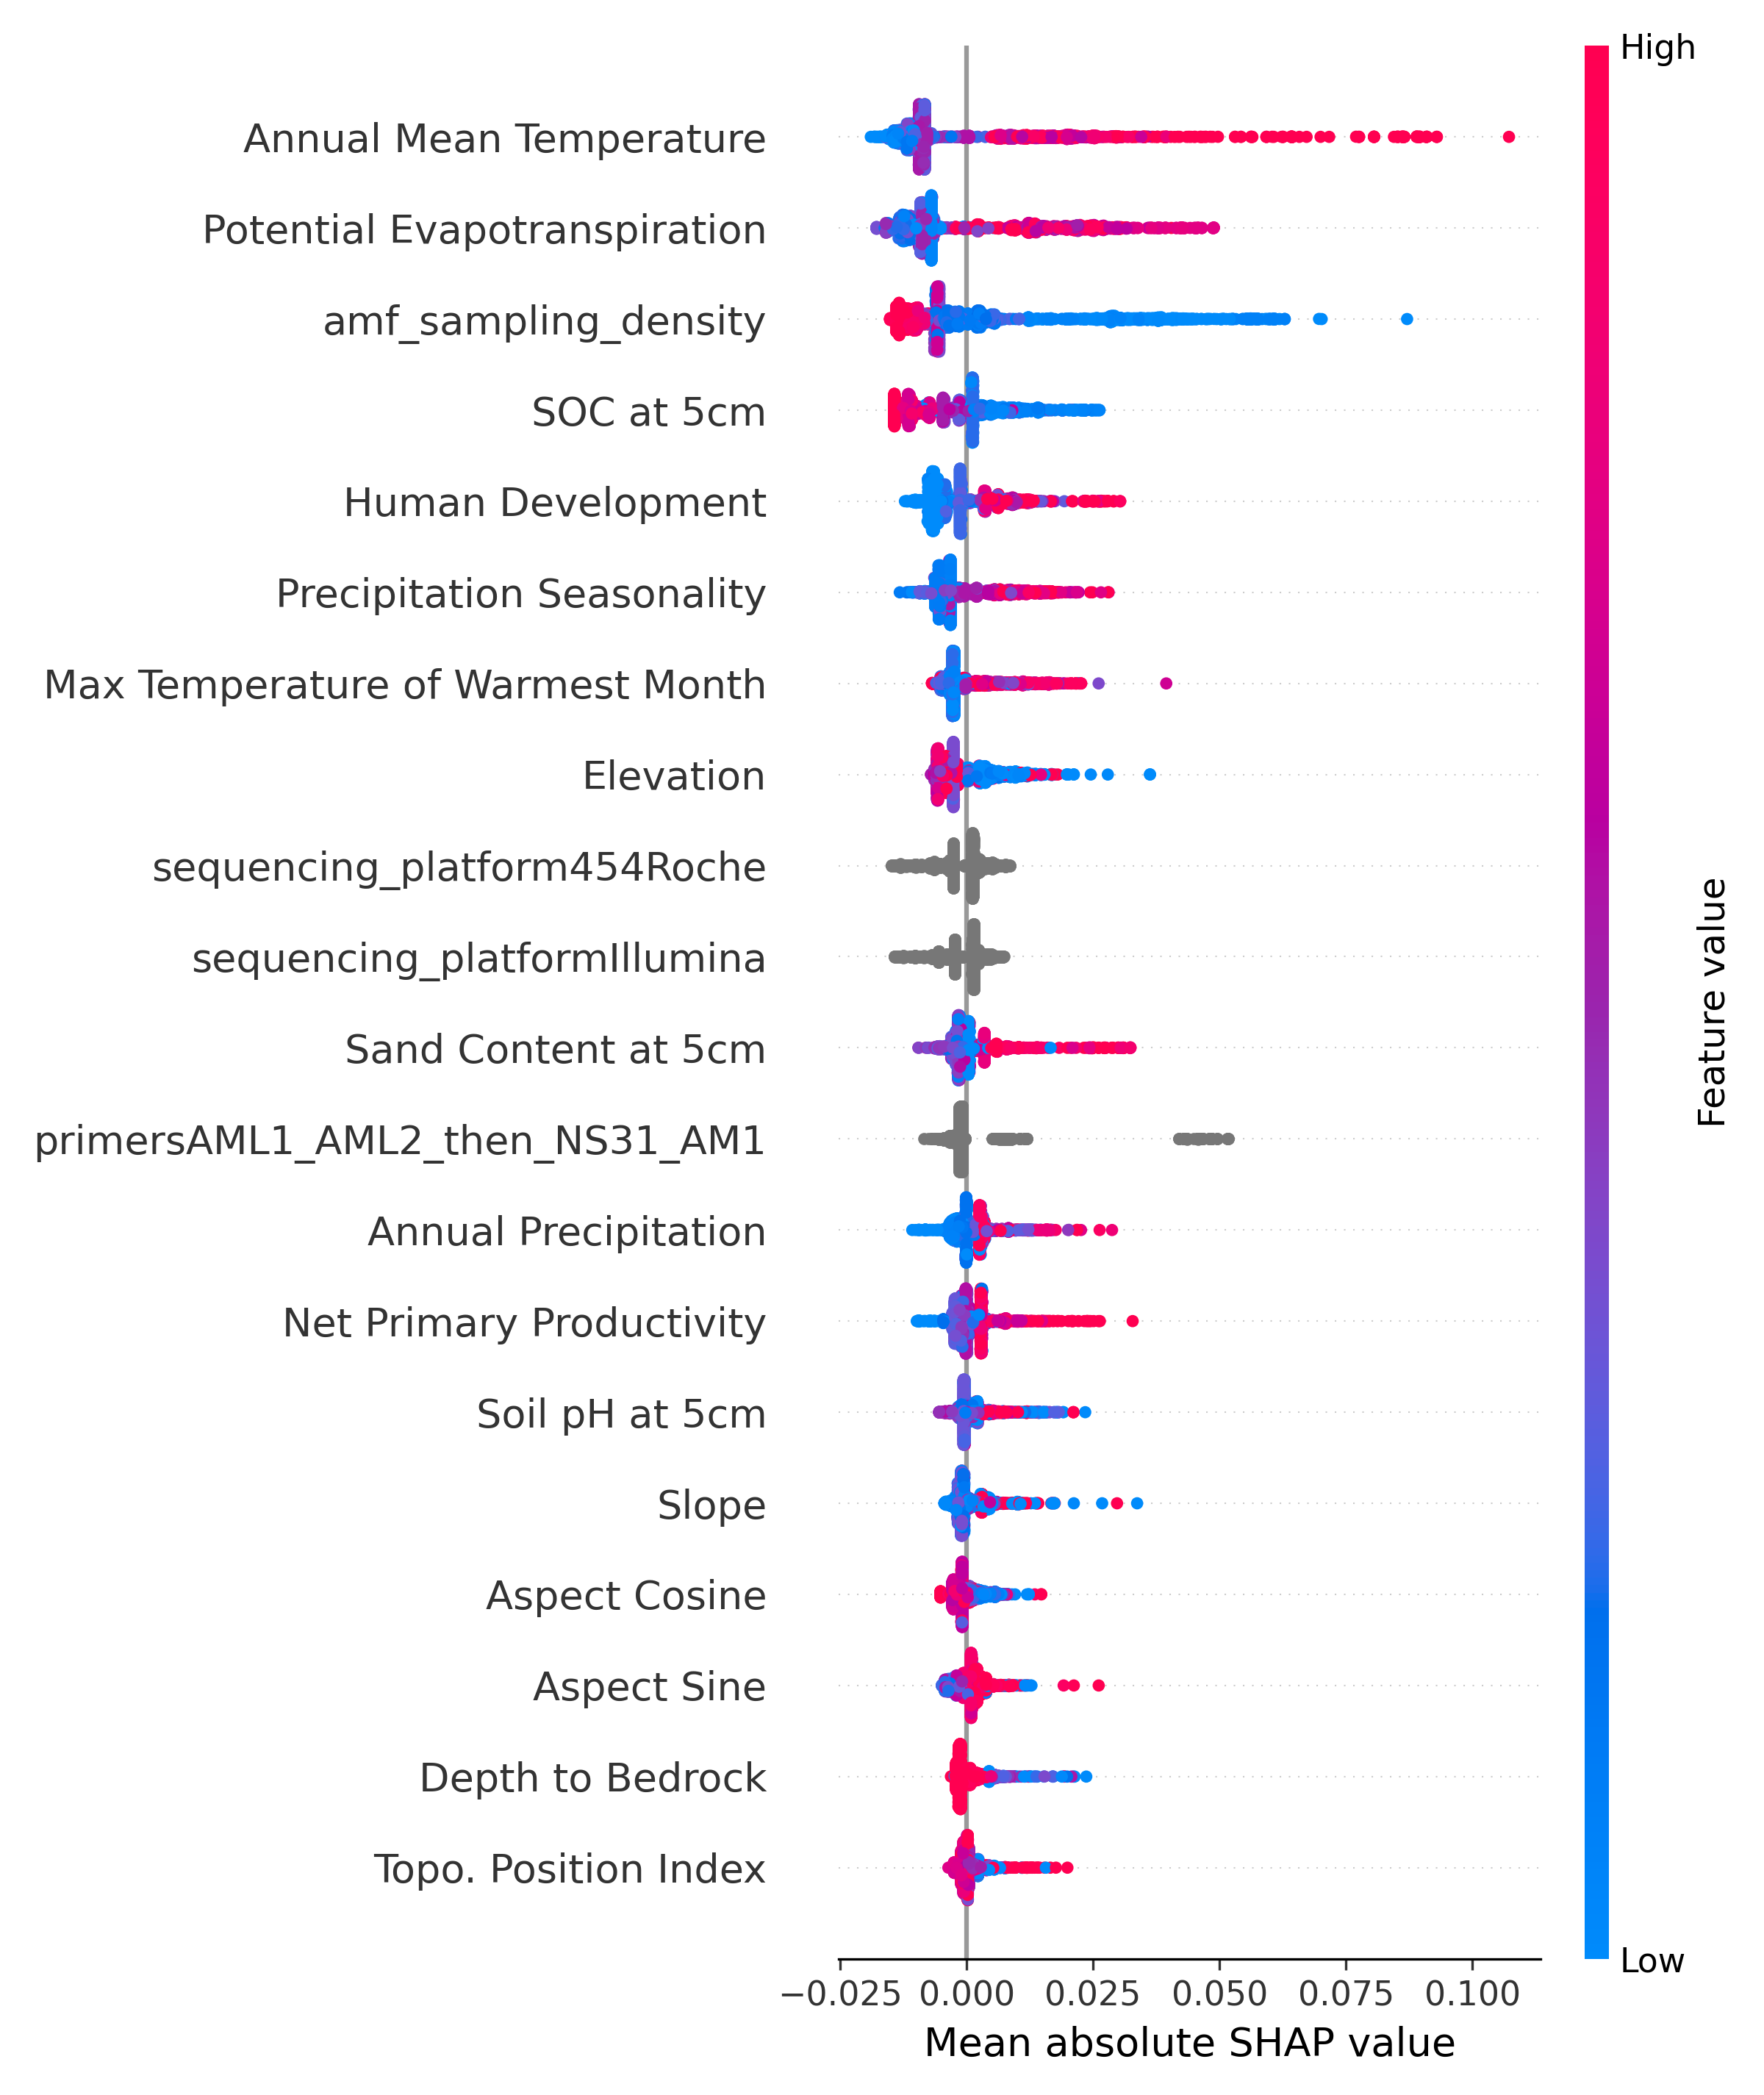 High
Annual Mean Temperature
Potential Evapotranspiration
amf_sampling_density
SOC at 5cm
Human Development
Precipitation Seasonality
Max Temperature of Warmest Month
Elevation
sequencing_platform454Roche
sequencing_platformIllumina
Sand Content at 5cm
primersAML1_AML2_then_NS31_AM1
Annual Precipitation
Net Primary Productivity
Soil pH at 5cm
Slope
Aspect Cosine
Aspect Sine
Depth to Bedrock
Topo. Position Index
Feature value
Low
−0.025 0.000 0.025 0.050 0.075 0.100
Mean absolute SHAP value